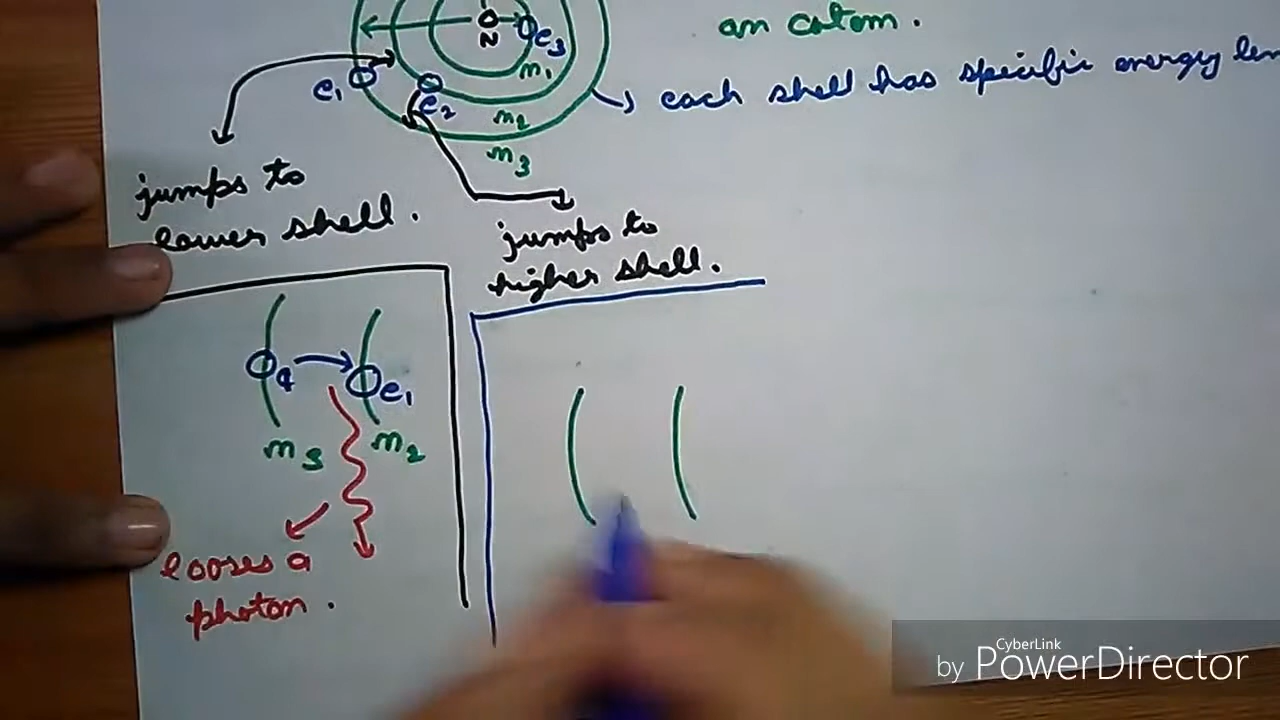 an atom.
N
e3
m1
e1
e2
m2
each shell has specific energy
m3
jumps to
lower shell.
jumps to
higher shell.
e1
m3
m2
looses a
photon.
CyberLink
by PowerDirector